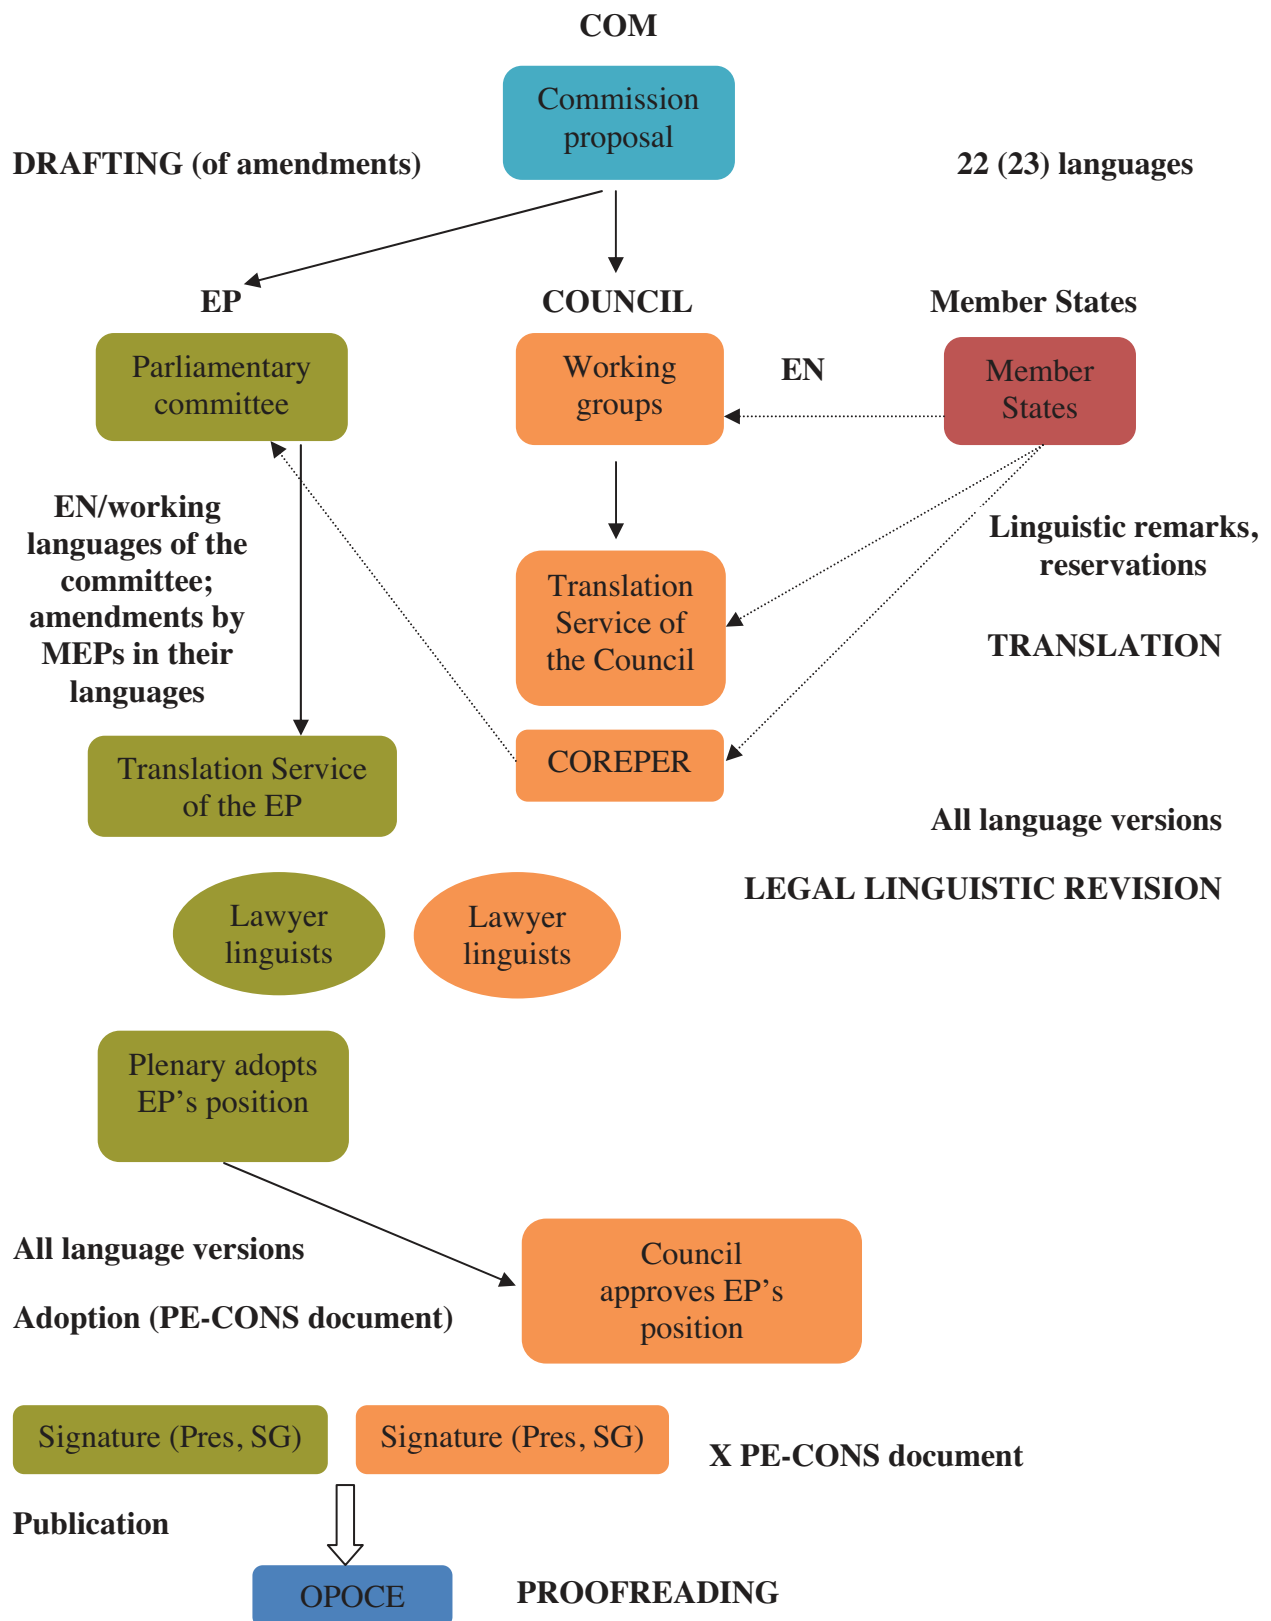 COM
Commission
proposal
DRAFTING (of amendments)
22 (23) languages
EP
COUNCIL
Member States
Parliamentary
committee
Working
groups
EN
Member
States
EN/working
languages of the
committee;
amendments by
MEPs in their
languages
Linguistic remarks,
reservations
Translation
Service of
the Council
TRANSLATION
Translation Service
of the EP
COREPER
All language versions
LEGAL LINGUISTIC REVISION
Lawyer
linguists
Lawyer
linguists
Plenary adopts
EP’s position
All language versions
Adoption (PE-CONS document)
Council
approves EP’s
position
Signature (Pres, SG)
Signature (Pres, SG)
X PE-CONS document
Publication
OPOCE
PROOFREADING